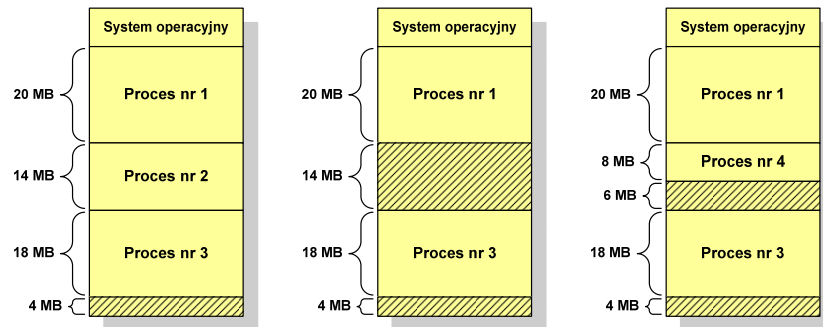 System operacyjny
20 MB
Proces nr 1
14 MB
Proces nr 2
18 MB
Proces nr 3
4 MB
System operacyjny
20 MB
Proces nr 1
14 MB
18 MB
Proces nr 3
4 MB
System operacyjny
20 MB
Proces nr 1
8 MB
Proces nr 4
6 MB
18 MB
Proces nr 3
4 MB